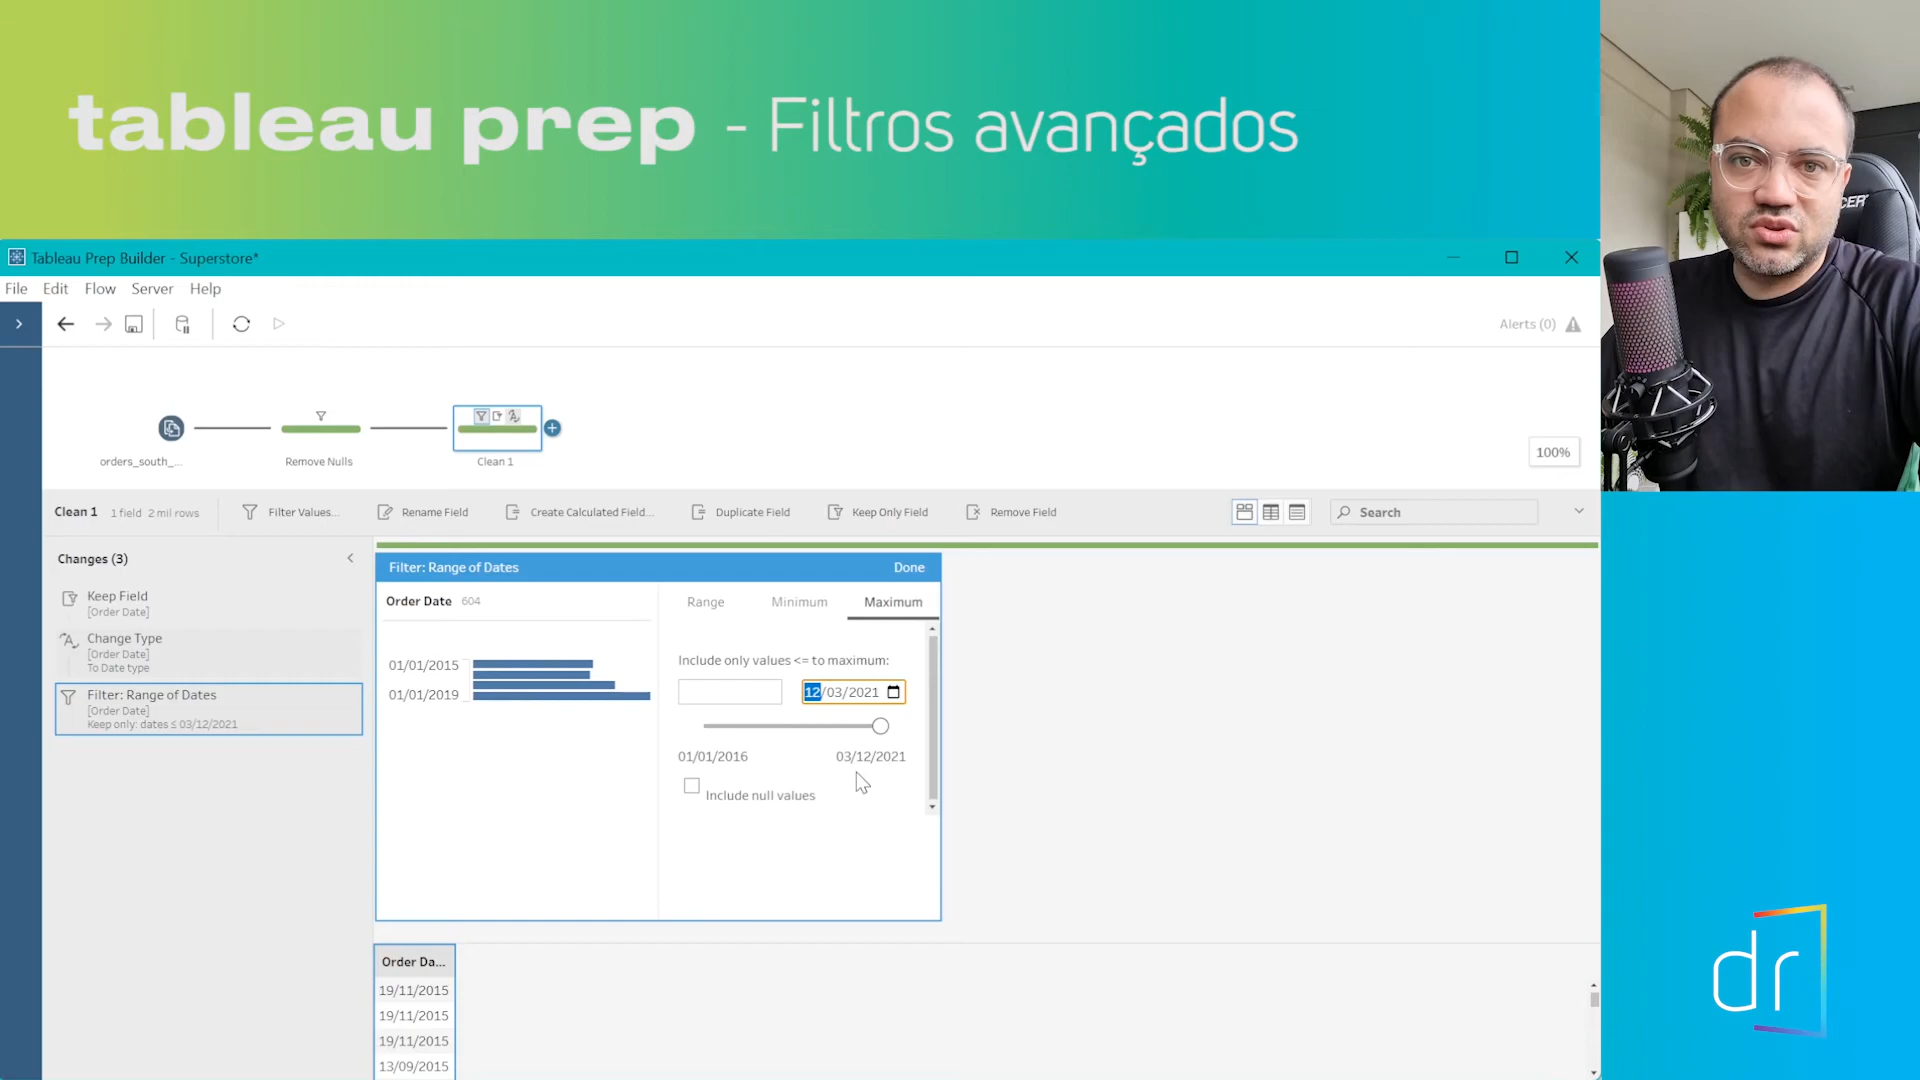 tableau prep - Filtros avançados
Tableau Prep Builder - Superstore*
File Edit Flow Server Help
Alerts (0)
orders_south_...
Remove Nulls
Clean 1
100%
Clean 1 1 field 2 mil rows Filter Values... Rename Field Create Calculated Field... Duplicate Field Keep Only Field Remove Field Search
Changes (3)
Keep Field
[Order Date]
Change Type
[Order Date]
To Date type
Filter: Range of Dates
[Order Date]
Keep only: dates ≤ 03/12/2021
Filter: Range of Dates Done
Order Date 604
Range Minimum Maximum
01/01/2015
01/01/2019
Include only values <= to maximum:
12/03/2021
01/01/2016 03/12/2021
Include null values
Order Da...
19/11/2015
19/11/2015
19/11/2015
13/09/2015
CER
dr